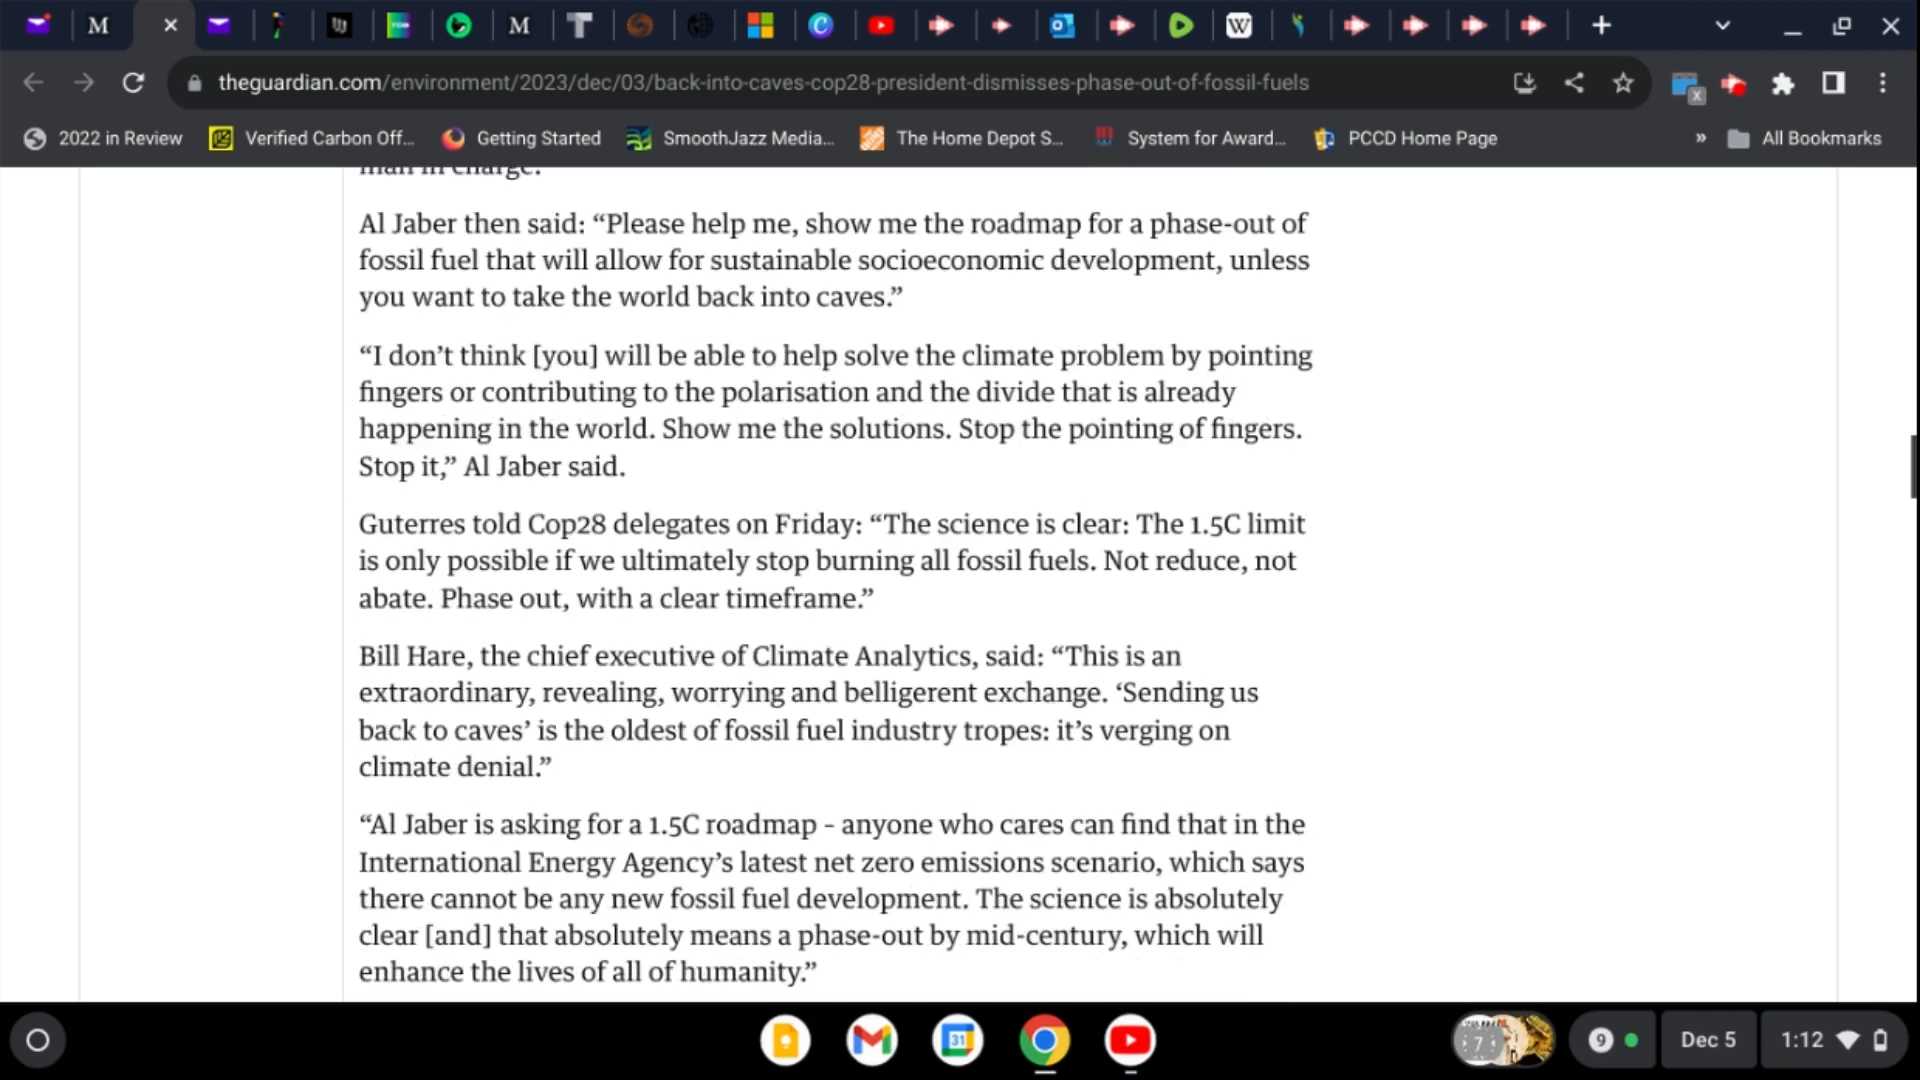 theguardian.com/environment/2023/dec/03/back-into-caves-cop28-president-dismisses-phase-out-of-fossil-fuels
2022 in Review
Verified Carbon Off...
Getting Started
SmoothJazz Media...
The Home Depot S...
System for Award...
PCCD Home Page
»
All Bookmarks
man in charge.
Al Jaber then said: “Please help me, show me the roadmap for a phase-out of
fossil fuel that will allow for sustainable socioeconomic development, unless
you want to take the world back into caves.”
“I don’t think [you] will be able to help solve the climate problem by pointing
fingers or contributing to the polarisation and the divide that is already
happening in the world. Show me the solutions. Stop the pointing of fingers.
Stop it,” Al Jaber said.
Guterres told Cop28 delegates on Friday: “The science is clear: The 1.5C limit
is only possible if we ultimately stop burning all fossil fuels. Not reduce, not
abate. Phase out, with a clear timeframe.”
Bill Hare, the chief executive of Climate Analytics, said: “This is an
extraordinary, revealing, worrying and belligerent exchange. ‘Sending us
back to caves’ is the oldest of fossil fuel industry tropes: it’s verging on
climate denial.”
“Al Jaber is asking for a 1.5C roadmap – anyone who cares can find that in the
International Energy Agency’s latest net zero emissions scenario, which says
there cannot be any new fossil fuel development. The science is absolutely
clear [and] that absolutely means a phase-out by mid-century, which will
enhance the lives of all of humanity.”
31
7
9
Dec 5
1:12